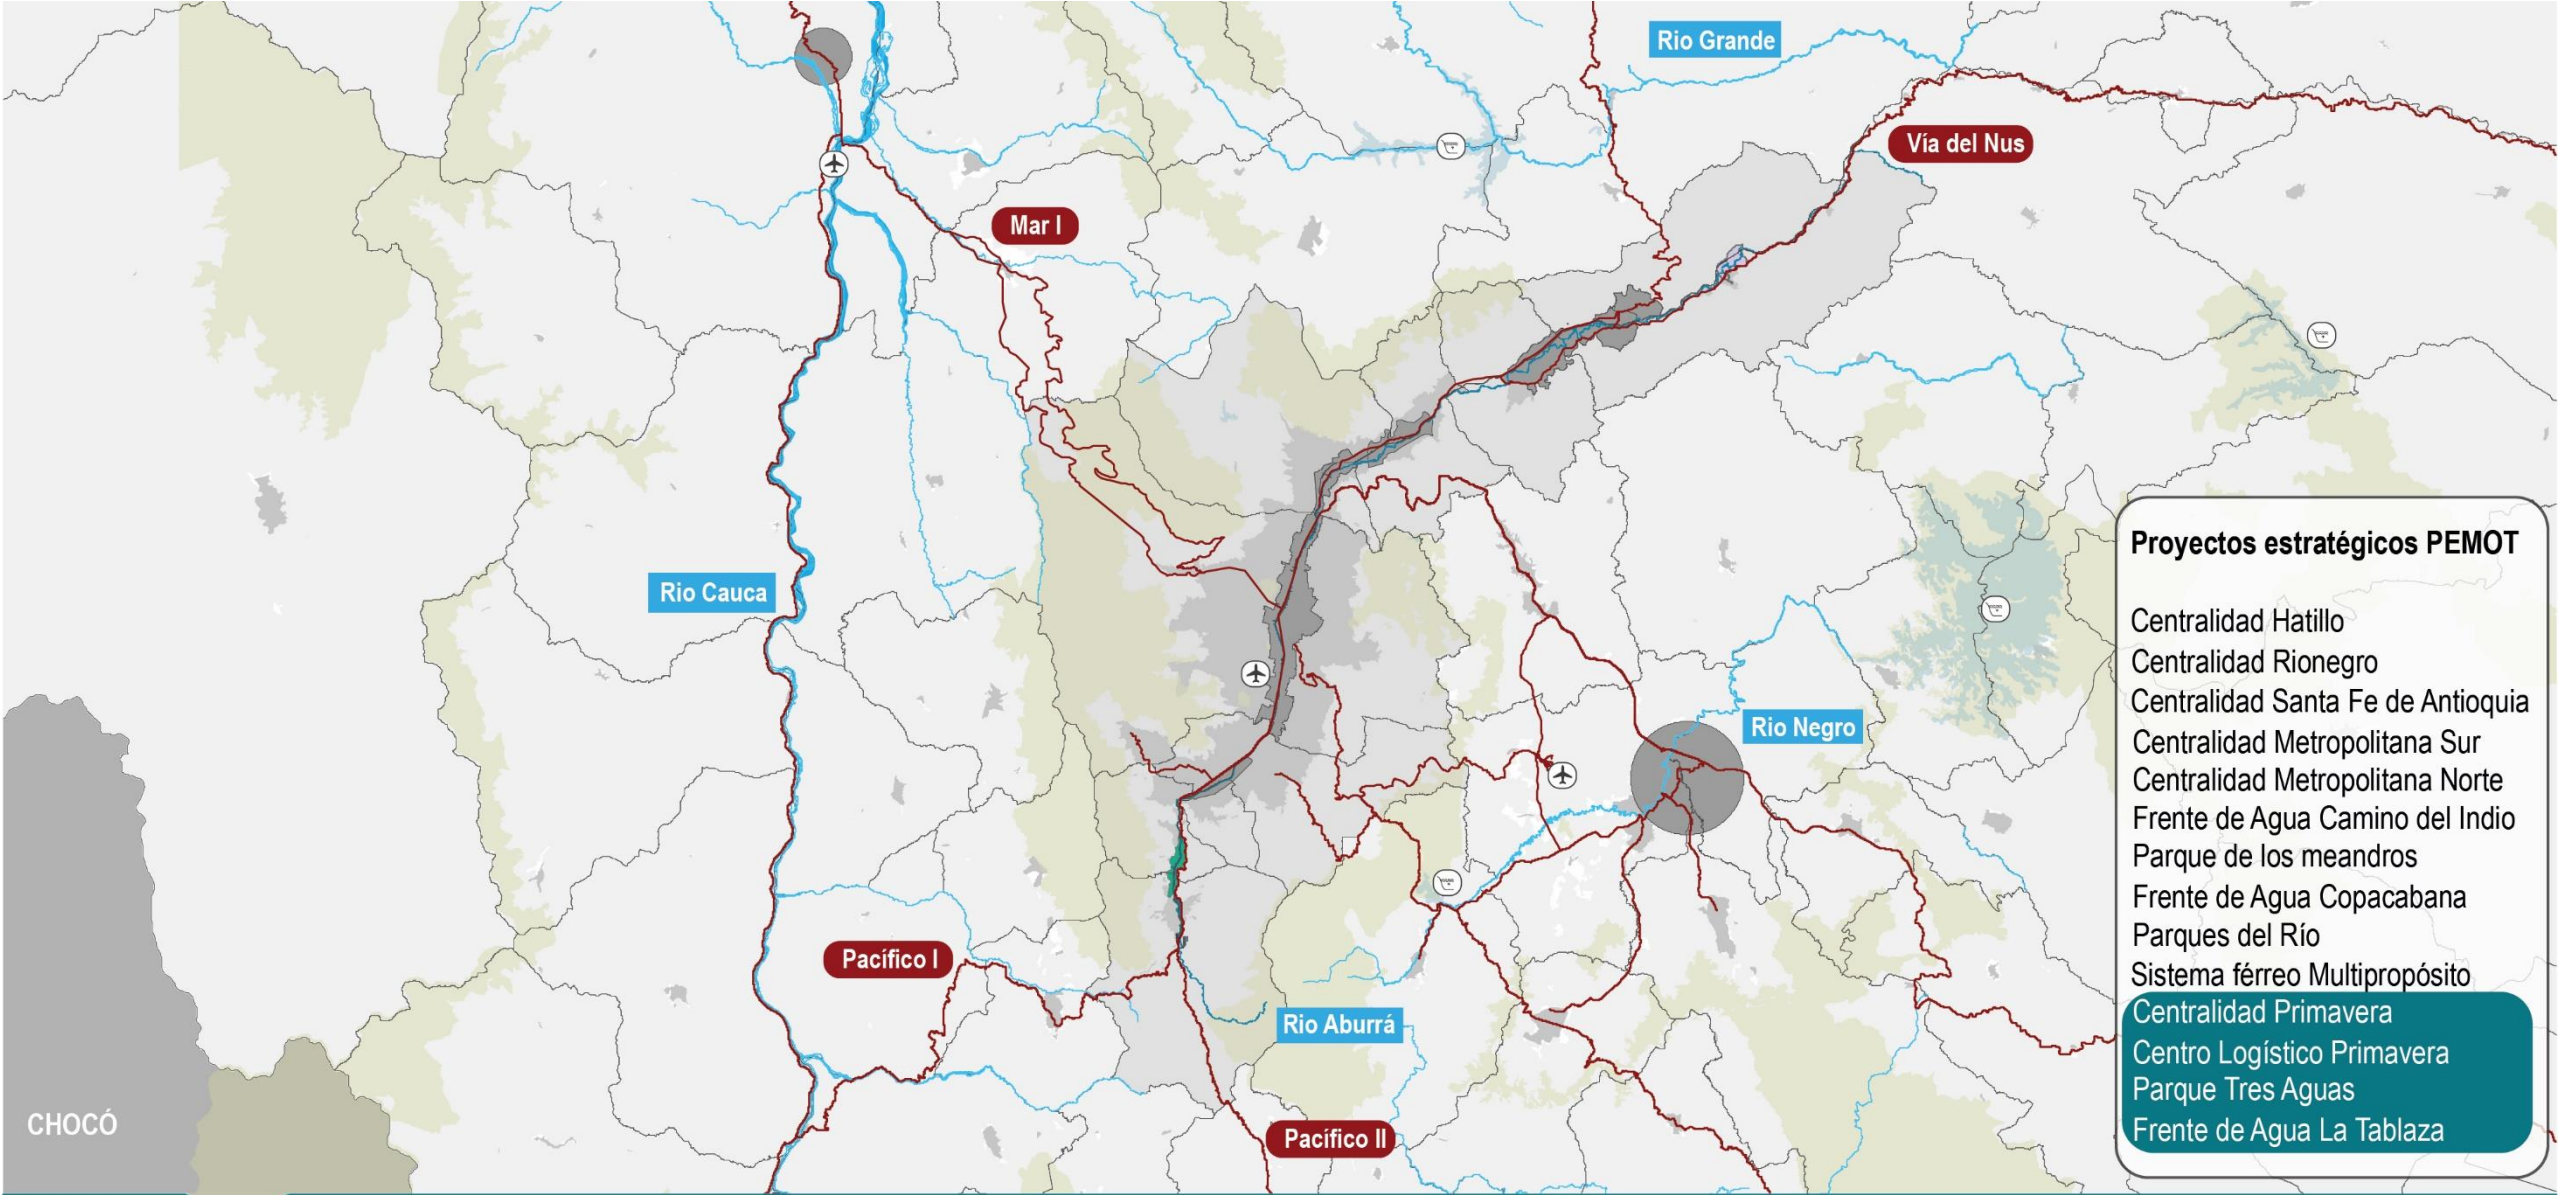 Rio Grande
Vía del Nus
Mar I
Rio Cauca
Rio Negro
Pacífico I
Rio Aburrá
Pacífico II
CHOCÓ
Proyectos estratégicos PEMOT
Centralidad Hatillo
Centralidad Rionegro
Centralidad Santa Fe de Antioquia
Centralidad Metropolitana Sur
Centralidad Metropolitana Norte
Frente de Agua Camino del Indio
Parque de los meandros
Frente de Agua Copacabana
Parques del Río
Sistema férreo Multipropósito
Centralidad Primavera
Centro Logístico Primavera
Parque Tres Aguas
Frente de Agua La Tablaza